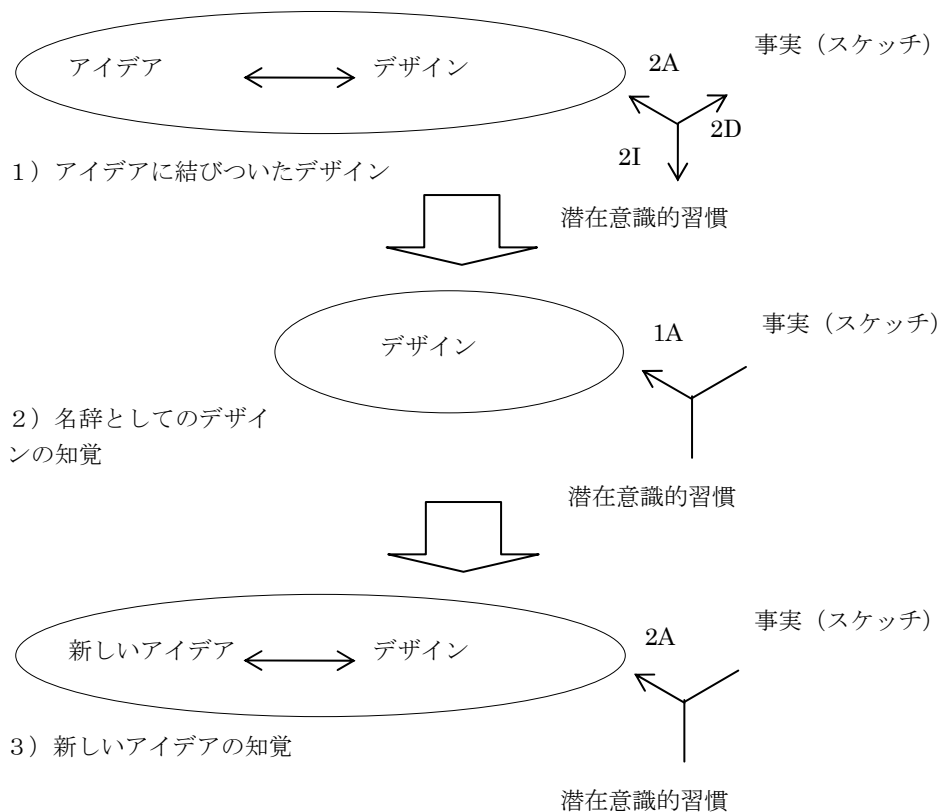 事実（スケッチ）
アイデア
デザイン
2A
2D
2I
１）アイデアに結びついたデザイン
潜在意識的習慣
事実（スケッチ）
デザイン
1A
２）名辞としてのデザイ
ンの知覚
潜在意識的習慣
事実（スケッチ）
新しいアイデア
デザイン
2A
３）新しいアイデアの知覚
潜在意識的習慣